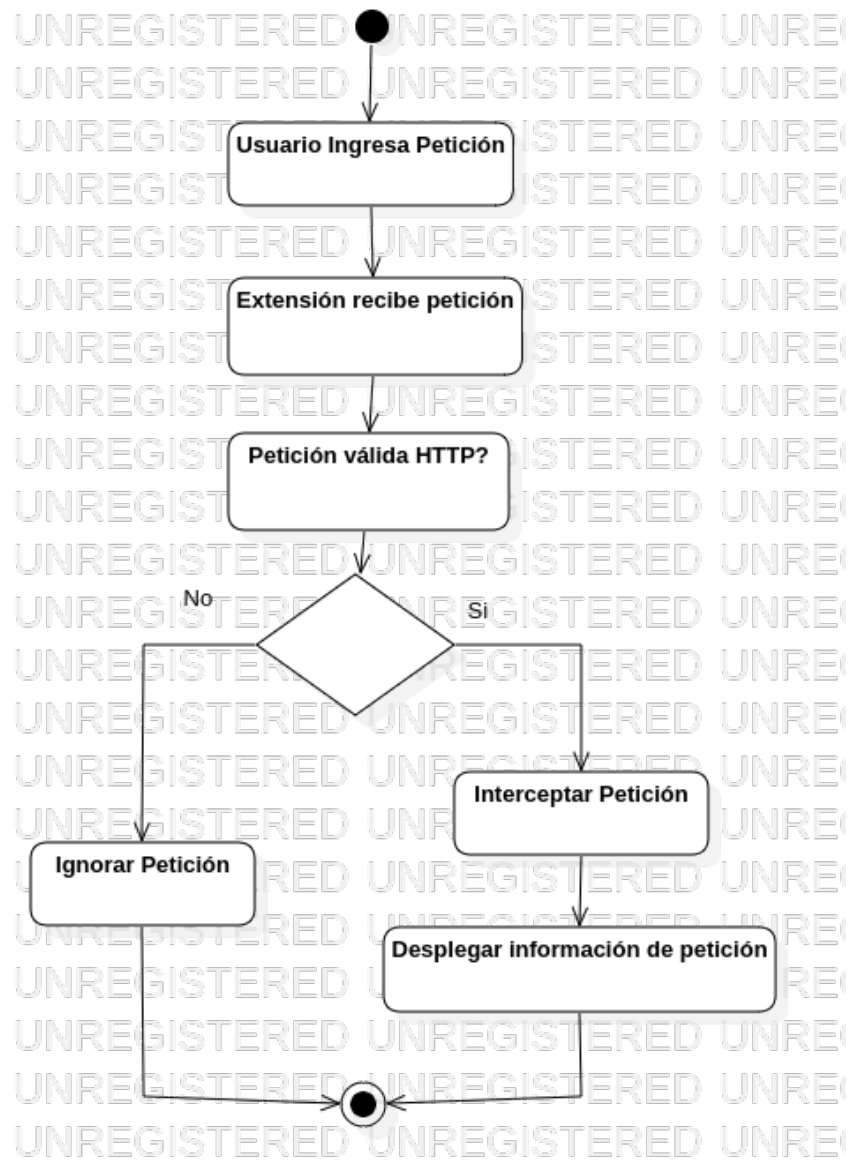 Usuario Ingresa Petición
Extensión recibe petición
Petición válida HTTP?
No
Si
Interceptar Petición
Ignorar Petición
Desplegar información de petición
UNREGISTERED